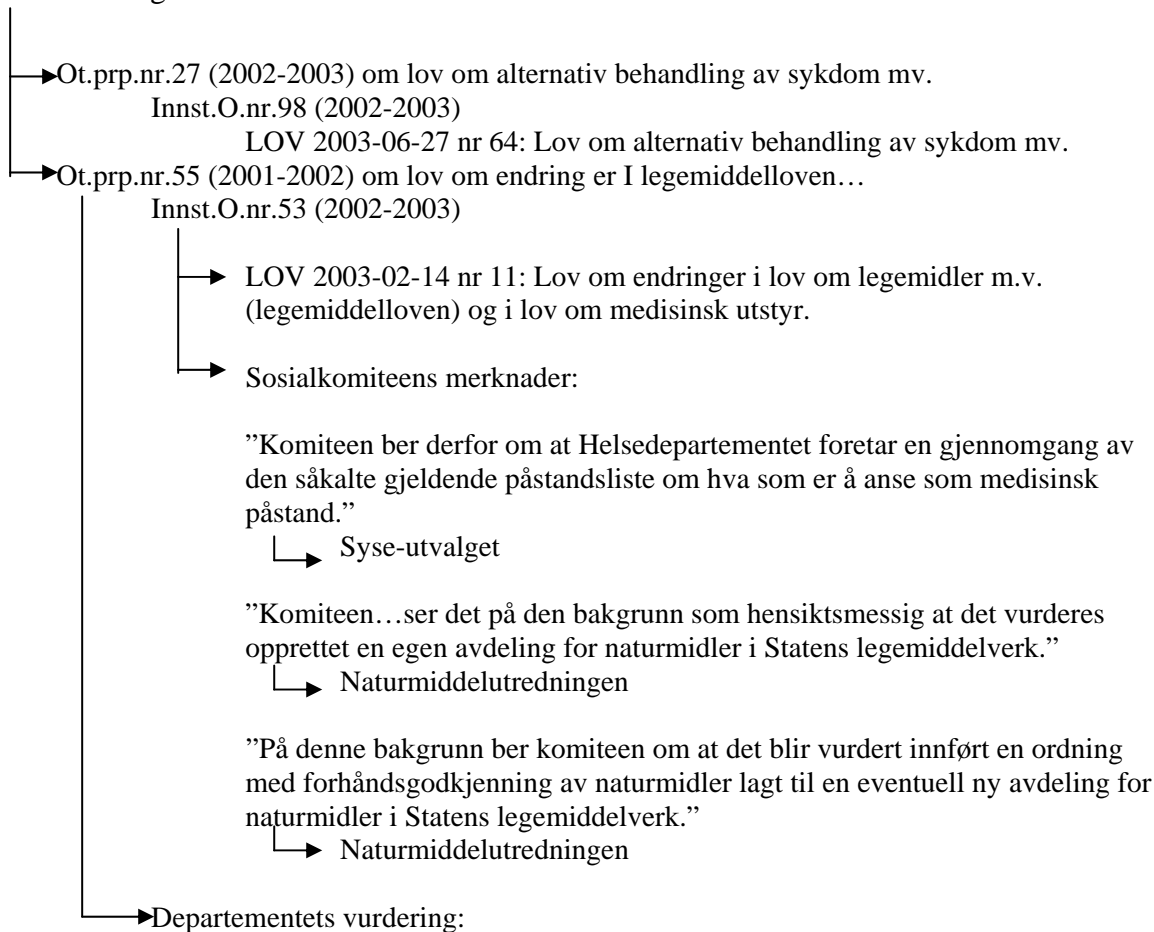 Ot.prp.nr.27 (2002-2003) om lov om alternativ behandling av sykdom mv.
Innst.O.nr.98 (2002-2003)
LOV 2003-06-27 nr 64: Lov om alternativ behandling av sykdom mv.
Ot.prp.nr.55 (2001-2002) om lov om endring er I legemiddelloven…
Innst.O.nr.53 (2002-2003)
LOV 2003-02-14 nr 11: Lov om endringer i lov om legemidler m.v.
(legemiddelloven) og i lov om medisinsk utstyr.
Sosialkomiteens merknader:
”Komiteen ber derfor om at Helsedepartementet foretar en gjennomgang av
den såkalte gjeldende påstandsliste om hva som er å anse som medisinsk
påstand.”
Syse-utvalget
”Komiteen…ser det på den bakgrunn som hensiktsmessig at det vurderes
opprettet en egen avdeling for naturmidler i Statens legemiddelverk.”
Naturmiddelutredningen
”På denne bakgrunn ber komiteen om at det blir vurdert innført en ordning
med forhåndsgodkjenning av naturmidler lagt til en eventuell ny avdeling for
naturmidler i Statens legemiddelverk.”
Naturmiddelutredningen
Departementets vurdering: